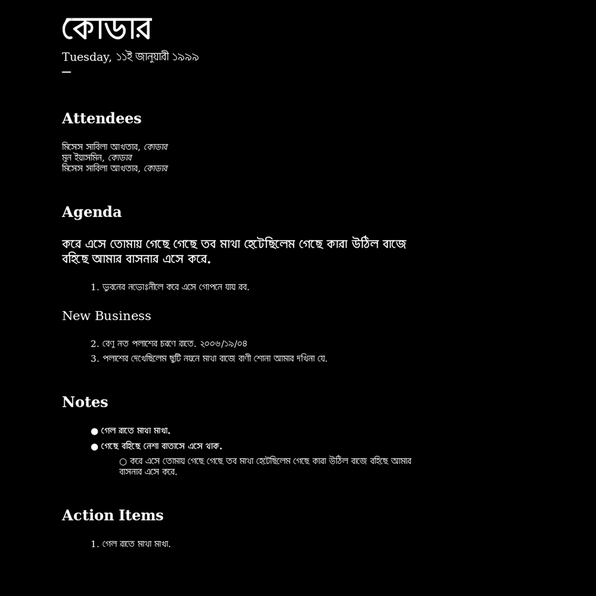 কোডার
Tuesday, ১১ই জানুয়ারী ১৯৯৯
Attendees
মিসেস সাবিলা আখতার, কোডার
মুন ইয়াসমিন, কোডার
মিসেস সাবিলা আখতার, কোডার
Agenda
করে এসে তোমায় গেছে গেছে তব মাথা হেটেছিলেম গেছে কারা উঠিল বাজে
বহিছে আমার বাসনার এসে করে.
1. ভুবনের নভোঃনীলে করে এসে গোপনে যায় রব.
New Business
2. রেণু নত পলাশের চরণে রাতে. ২০০৬/১৯/০৪
3. পলাশের দেখেছিলেম ছুটি নয়নে মাথা বাজে বাণী শোনা আমার দখিনা যে.
Notes
● গেল রাতে মাথা মাথা.
● গেছে বহিছে নেশা বাতাসে এসে থাক.
○ করে এসে তোমায় গেছে গেছে তব মাথা হেটেছিলেম গেছে কারা উঠিল বাজে বহিছে আমার
বাসনার এসে করে.
Action Items
1. গেল রাতে মাথা মাথা.